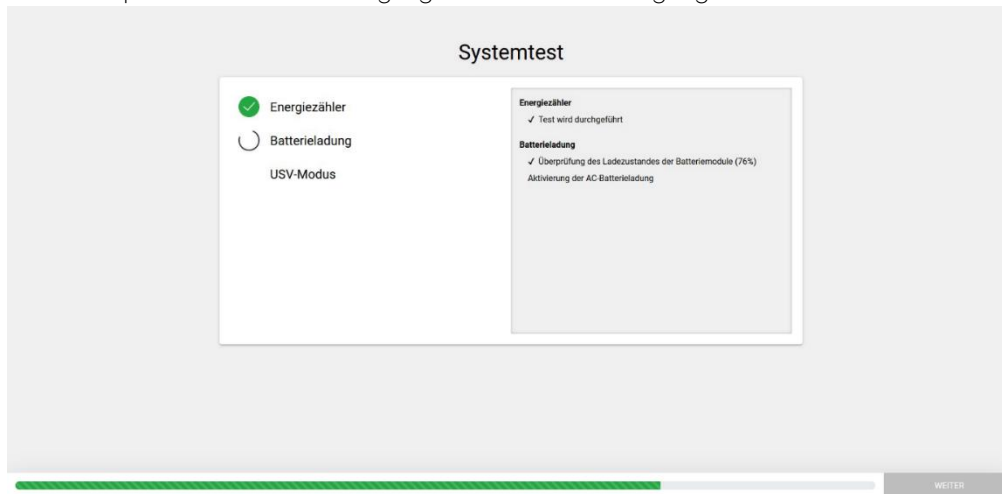 Systemtest
Energiezähler
Batterieladung
USV-Modus
Energiezähler
✓ Test wird durchgeführt
Batterieladung
✓ Überprüfung des Ladezustandes der Batteriemodule (76%)
Aktivierung der AC-Batterieladung
WEITER